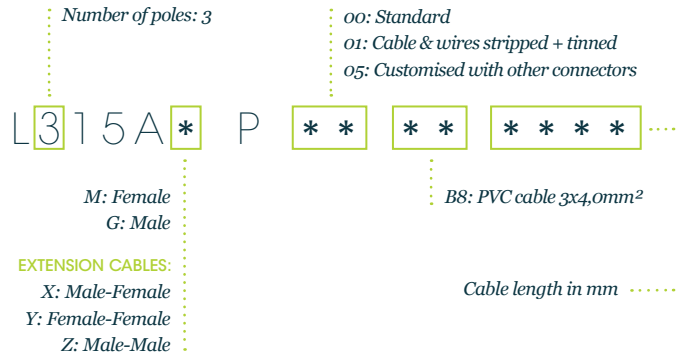 Number of poles: 3
00: Standard
01: Cable & wires stripped + tinned
05: Customised with other connectors
L315A* P ** ** ****
M: Female
G: Male
B8: PVC cable 3x4,0mm²
EXTENSION CABLES:
X: Male-Female
Y: Female-Female
Z: Male-Male
Cable length in mm